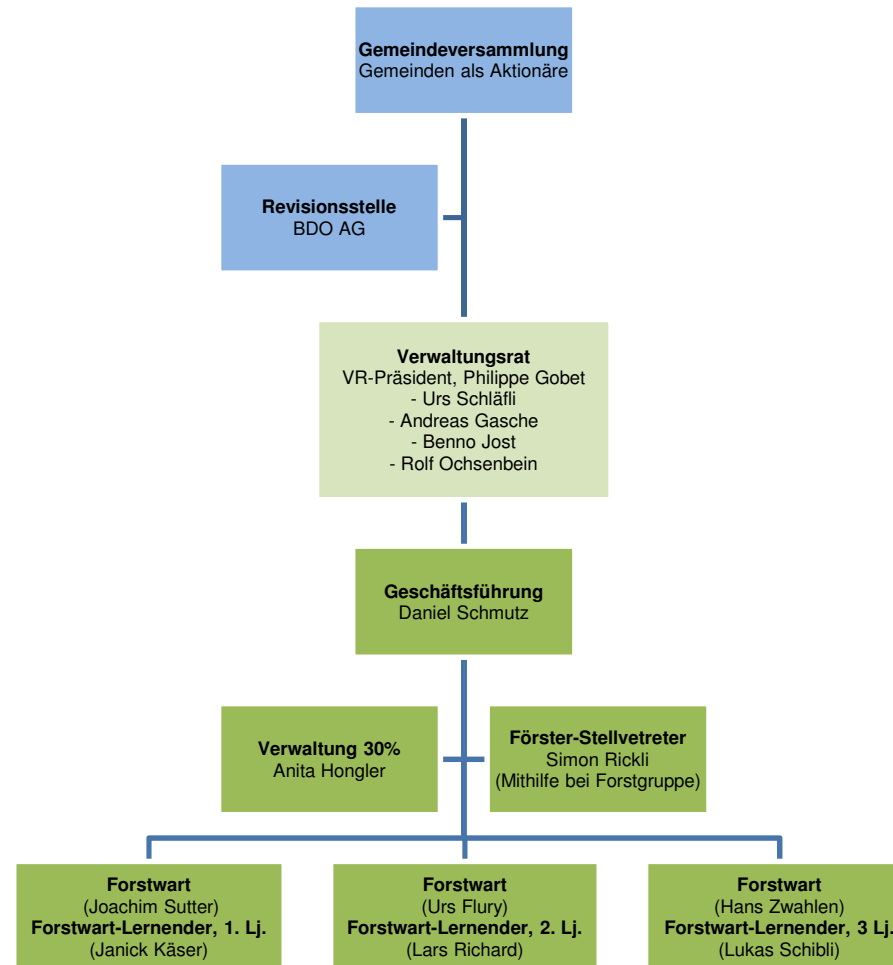 Gemeindeversammlung
Gemeinden als Aktionäre
Revisionsstelle
BDO AG
Verwaltungsrat
VR-Präsident, Philippe Gobet
- Urs Schläfli
- Andreas Gasche
- Benno Jost
- Rolf Ochsenbein
Geschäftsführung
Daniel Schmutz
Verwaltung 30%
Anita Hongler
Förster-Stellvetreter
Simon Rickli
(Mithilfe bei Forstgruppe)
Forstwart
(Joachim Sutter)
Forstwart-Lernender, 1. Lj.
(Janick Käser)
Forstwart
(Urs Flury)
Forstwart-Lernender, 2. Lj.
(Lars Richard)
Forstwart
(Hans Zwahlen)
Forstwart-Lernender, 3 Lj.
(Lukas Schibli)